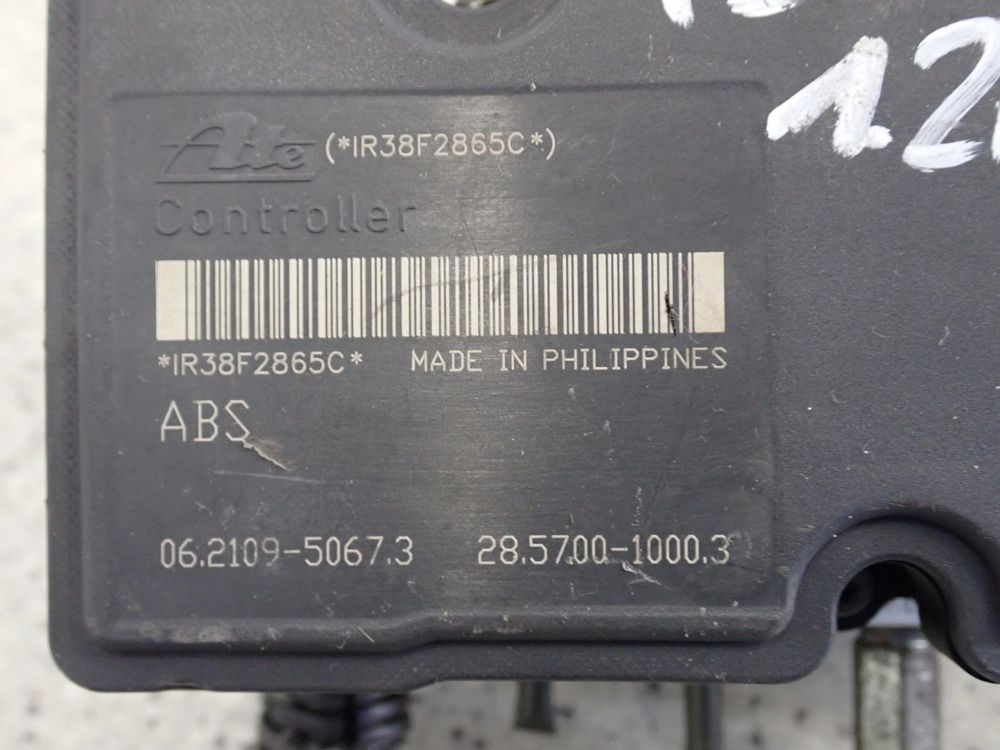 Ate (*IR38F2865C*)
Controller
*IR38F2865C* MADE IN PHILIPPINES
ABS
06.2109-5067.3 28.5700-1000.3